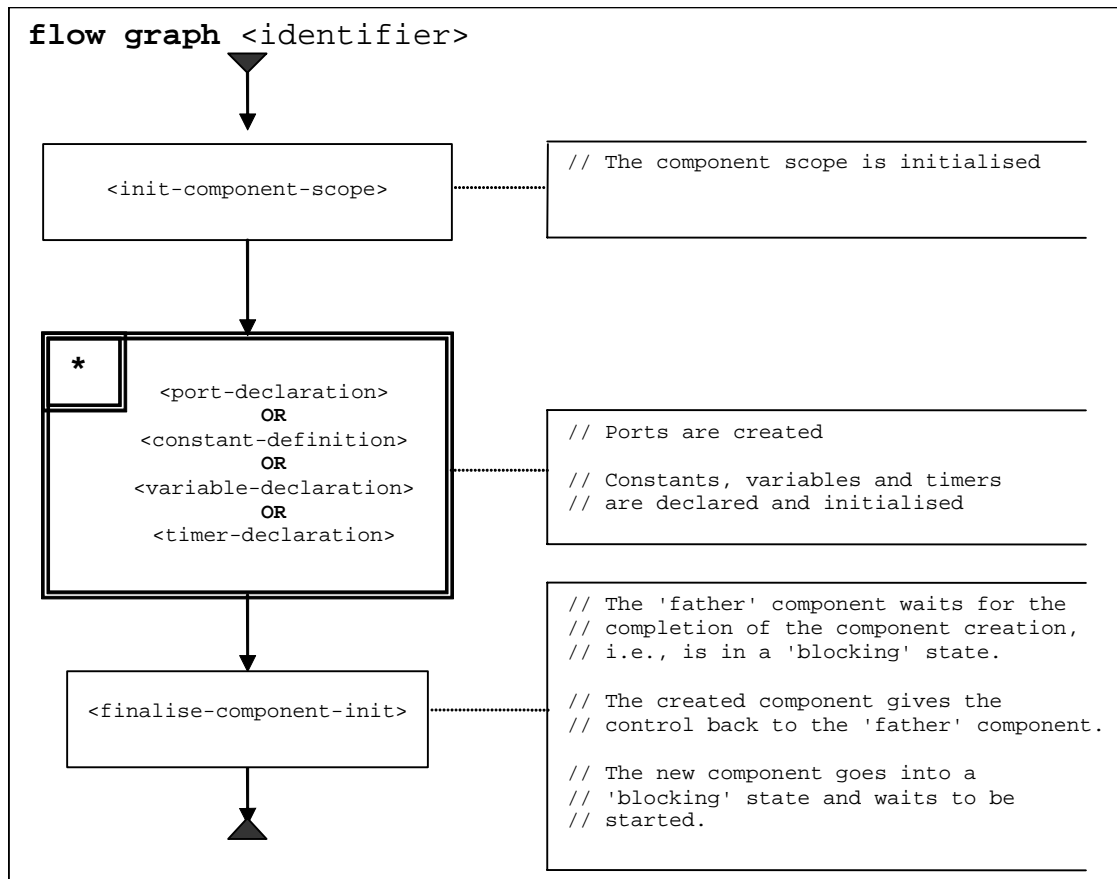 flow graph <identifier>
<init-component-scope>
// The component scope is initialised
*
<port-declaration>
OR
<constant-definition>
OR
<variable-declaration>
OR
<timer-declaration>
// Ports are created
// Constants, variables and timers
// are declared and initialised
<finalise-component-init>
// The 'father' component waits for the
// completion of the component creation,
// i.e., is in a 'blocking' state.
// The created component gives the
// control back to the 'father' component.
// The new component goes into a
// 'blocking' state and waits to be
// started.